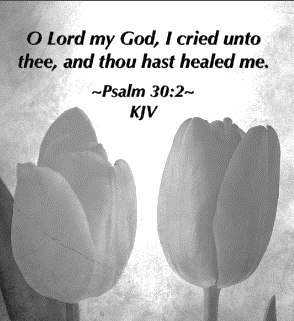 O Lord my God, I cried unto
thee, and thou hast healed me.
~Psalm 30:2~
KJV